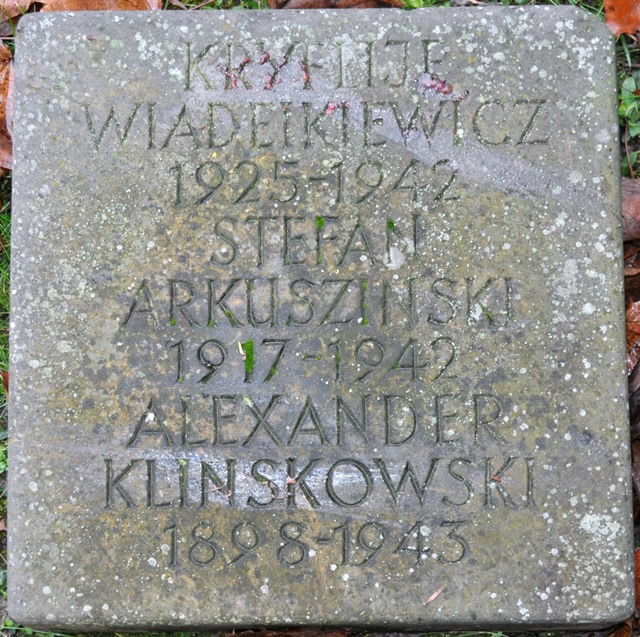 KRYFLIJE
WIADEIKIEWICZ
1925-1942
STEFAN
ARKUSZINSKI
1917-1942
ALEXANDER
KLINSKOWSKI
1898-1943